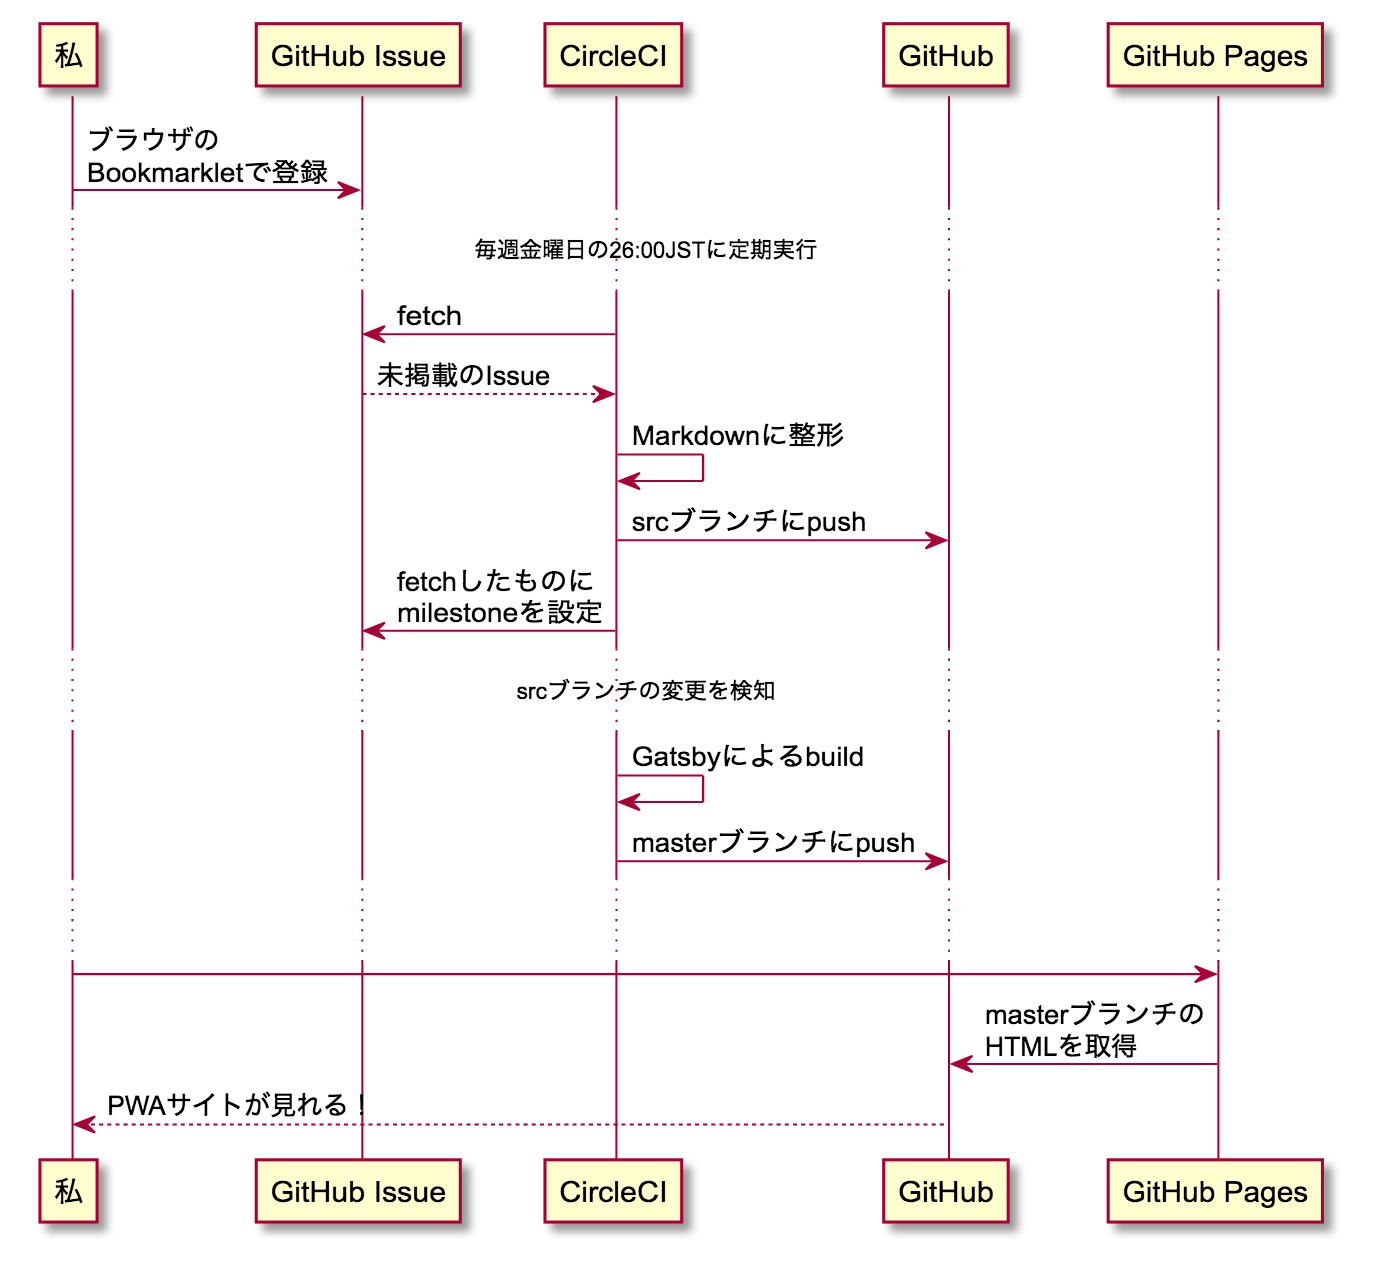 私
GitHub Issue
CircleCI
GitHub
GitHub Pages
ブラウザの
Bookmarkletで登録
毎週金曜日の26:00JSTに定期実行
fetch
未掲載のIssue
Markdownに整形
srcブランチにpush
fetchしたものに
milestoneを設定
srcブランチの変更を検知
Gatsbyによるbuild
masterブランチにpush
masterブランチの
HTMLを取得
PWAサイトが見れる！
私
GitHub Issue
CircleCI
GitHub
GitHub Pages